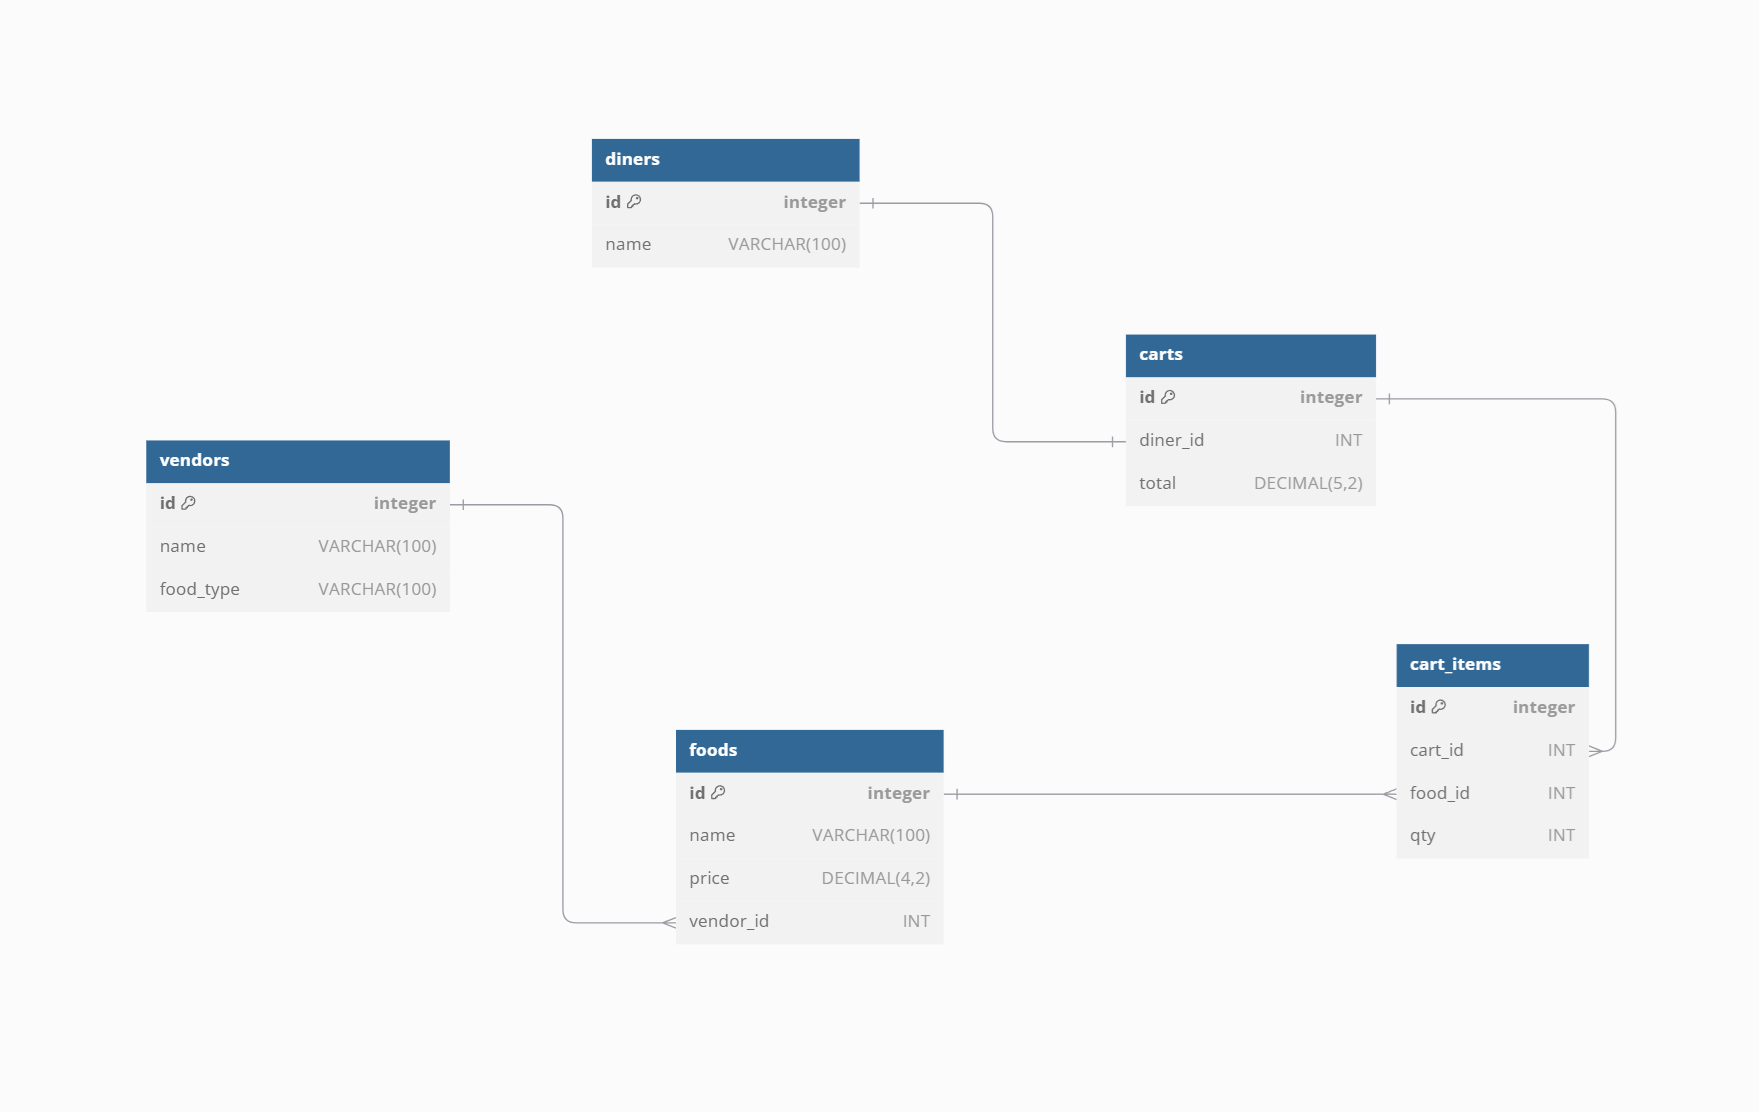 diners
id integer
name VARCHAR(100)
carts
id integer
diner_id INT
total DECIMAL(5,2)
vendors
id integer
name VARCHAR(100)
food_type VARCHAR(100)
cart_items
id integer
cart_id INT
food_id INT
qty INT
foods
id integer
name VARCHAR(100)
price DECIMAL(4,2)
vendor_id INT